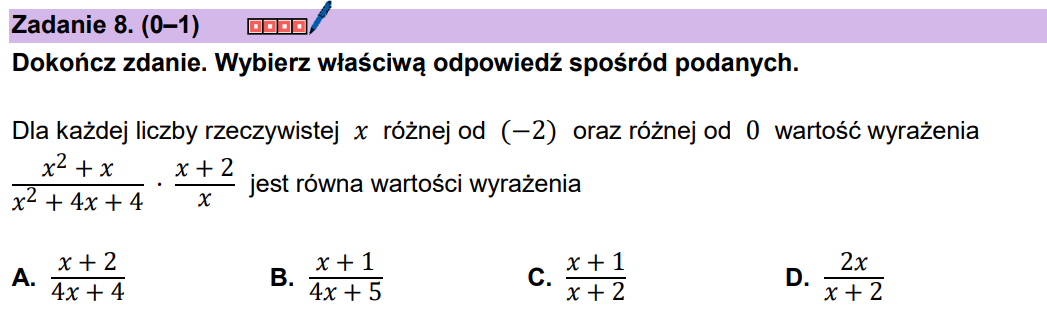 Zadanie 8. (0–1)
Dokończ zdanie. Wybierz właściwą odpowiedź spośród podanych.
Dla każdej liczby rzeczywistej x różnej od (−2) oraz różnej od 0 wartość wyrażenia
\frac{x^2 + x}{x^2 + 4x + 4} · \frac{x + 2}{x} jest równa wartości wyrażenia
A. \frac{x + 2}{4x + 4} B. \frac{x + 1}{4x + 5} C. \frac{x + 1}{x + 2} D. \frac{2x}{x + 2}